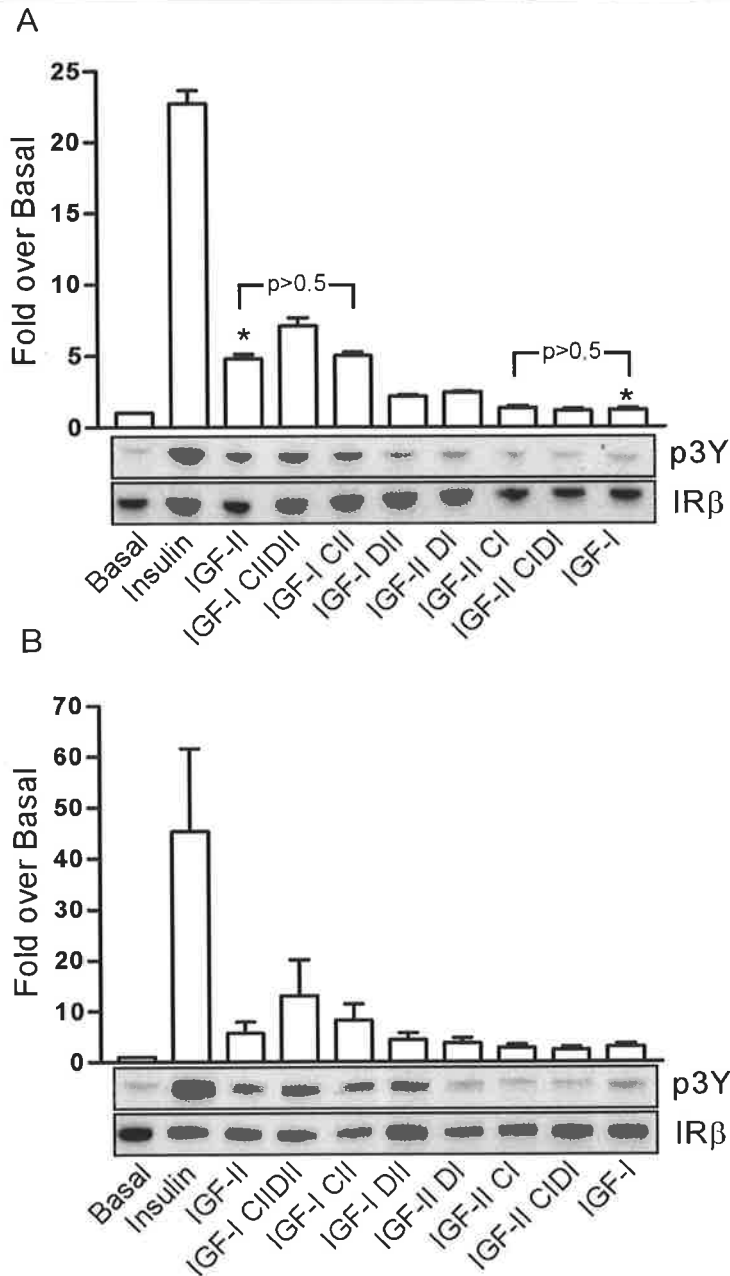 A
Fold over Basal
25
20
15
10
5
0
p>0.5
p>0.5
*
*
p3Y
IRβ
Basal
Insulin
IGF-II
IGF-I CIIDII
IGF-I CII
IGF-I DII
IGF-II DI
IGF-II CI
IGF-II CIDI
IGF-I
B
Fold over Basal
70
60
50
40
30
20
10
0
p3Y
IRβ
Basal
Insulin
IGF-II
IGF-I CIIDII
IGF-I CII
IGF-I DII
IGF-II DI
IGF-II CI
IGF-II CIDI
IGF-I